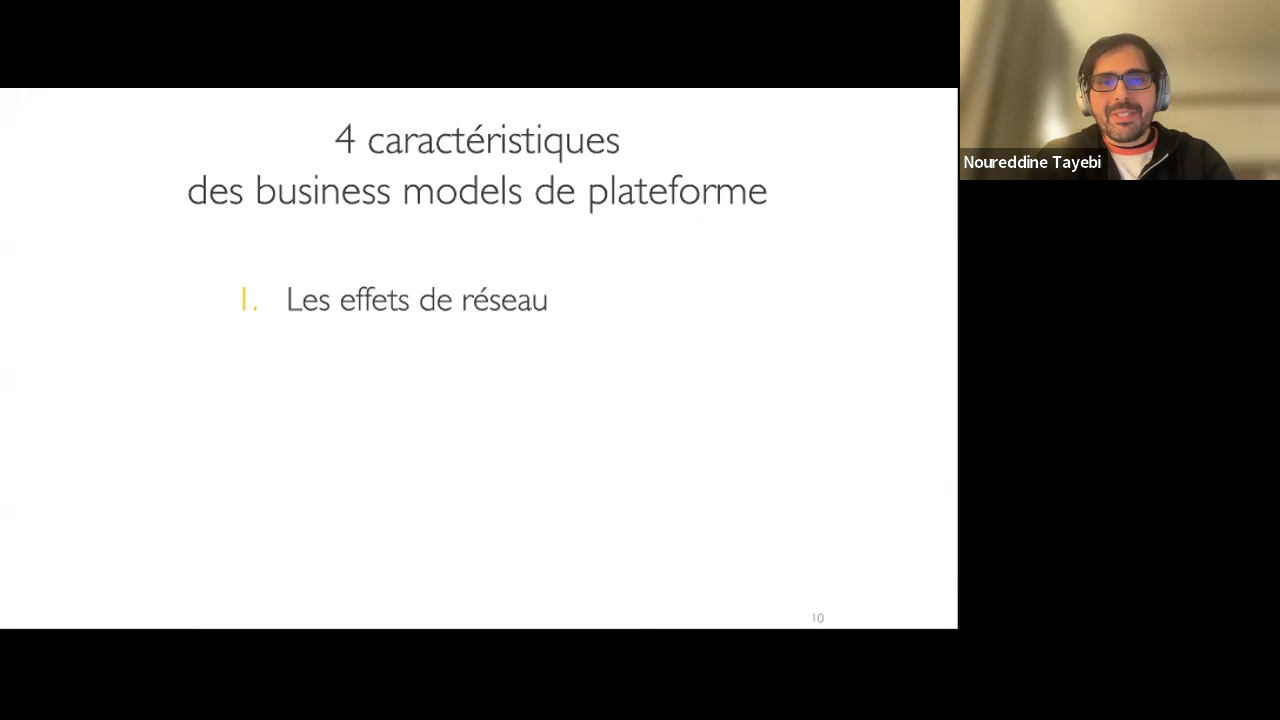 4 caractéristiques
des business models de plateforme
1. Les effets de réseau
10
Noureddine Tayebi